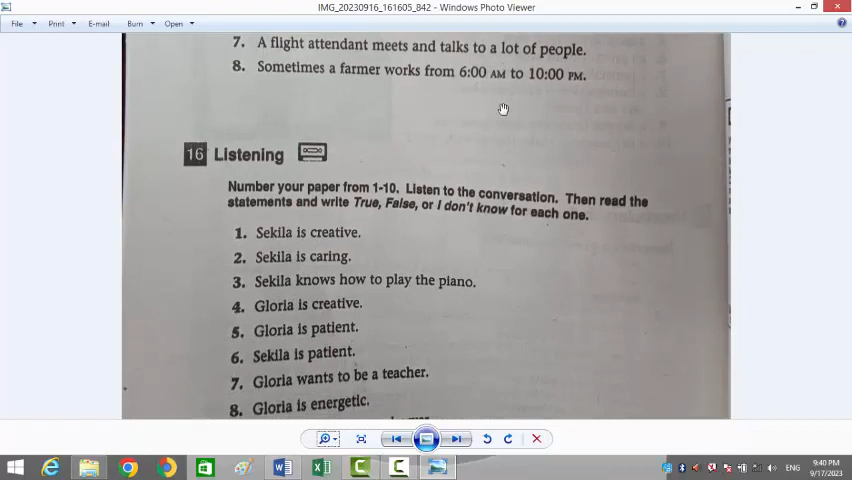 IMG_20230916_161605_842 - Windows Photo Viewer
File Print E-mail Burn Open
7. A flight attendant meets and talks to a lot of people.
8. Sometimes a farmer works from 6:00 AM to 10:00 PM.
16 Listening
Number your paper from 1-10. Listen to the conversation. Then read the
statements and write True, False, or I don't know for each one.
1. Sekila is creative.
2. Sekila is caring.
3. Sekila knows how to play the piano.
4. Gloria is creative.
5. Gloria is patient.
6. Sekila is patient.
7. Gloria wants to be a teacher.
8. Gloria is energetic.
ENG
9:40 PM
9/17/2023